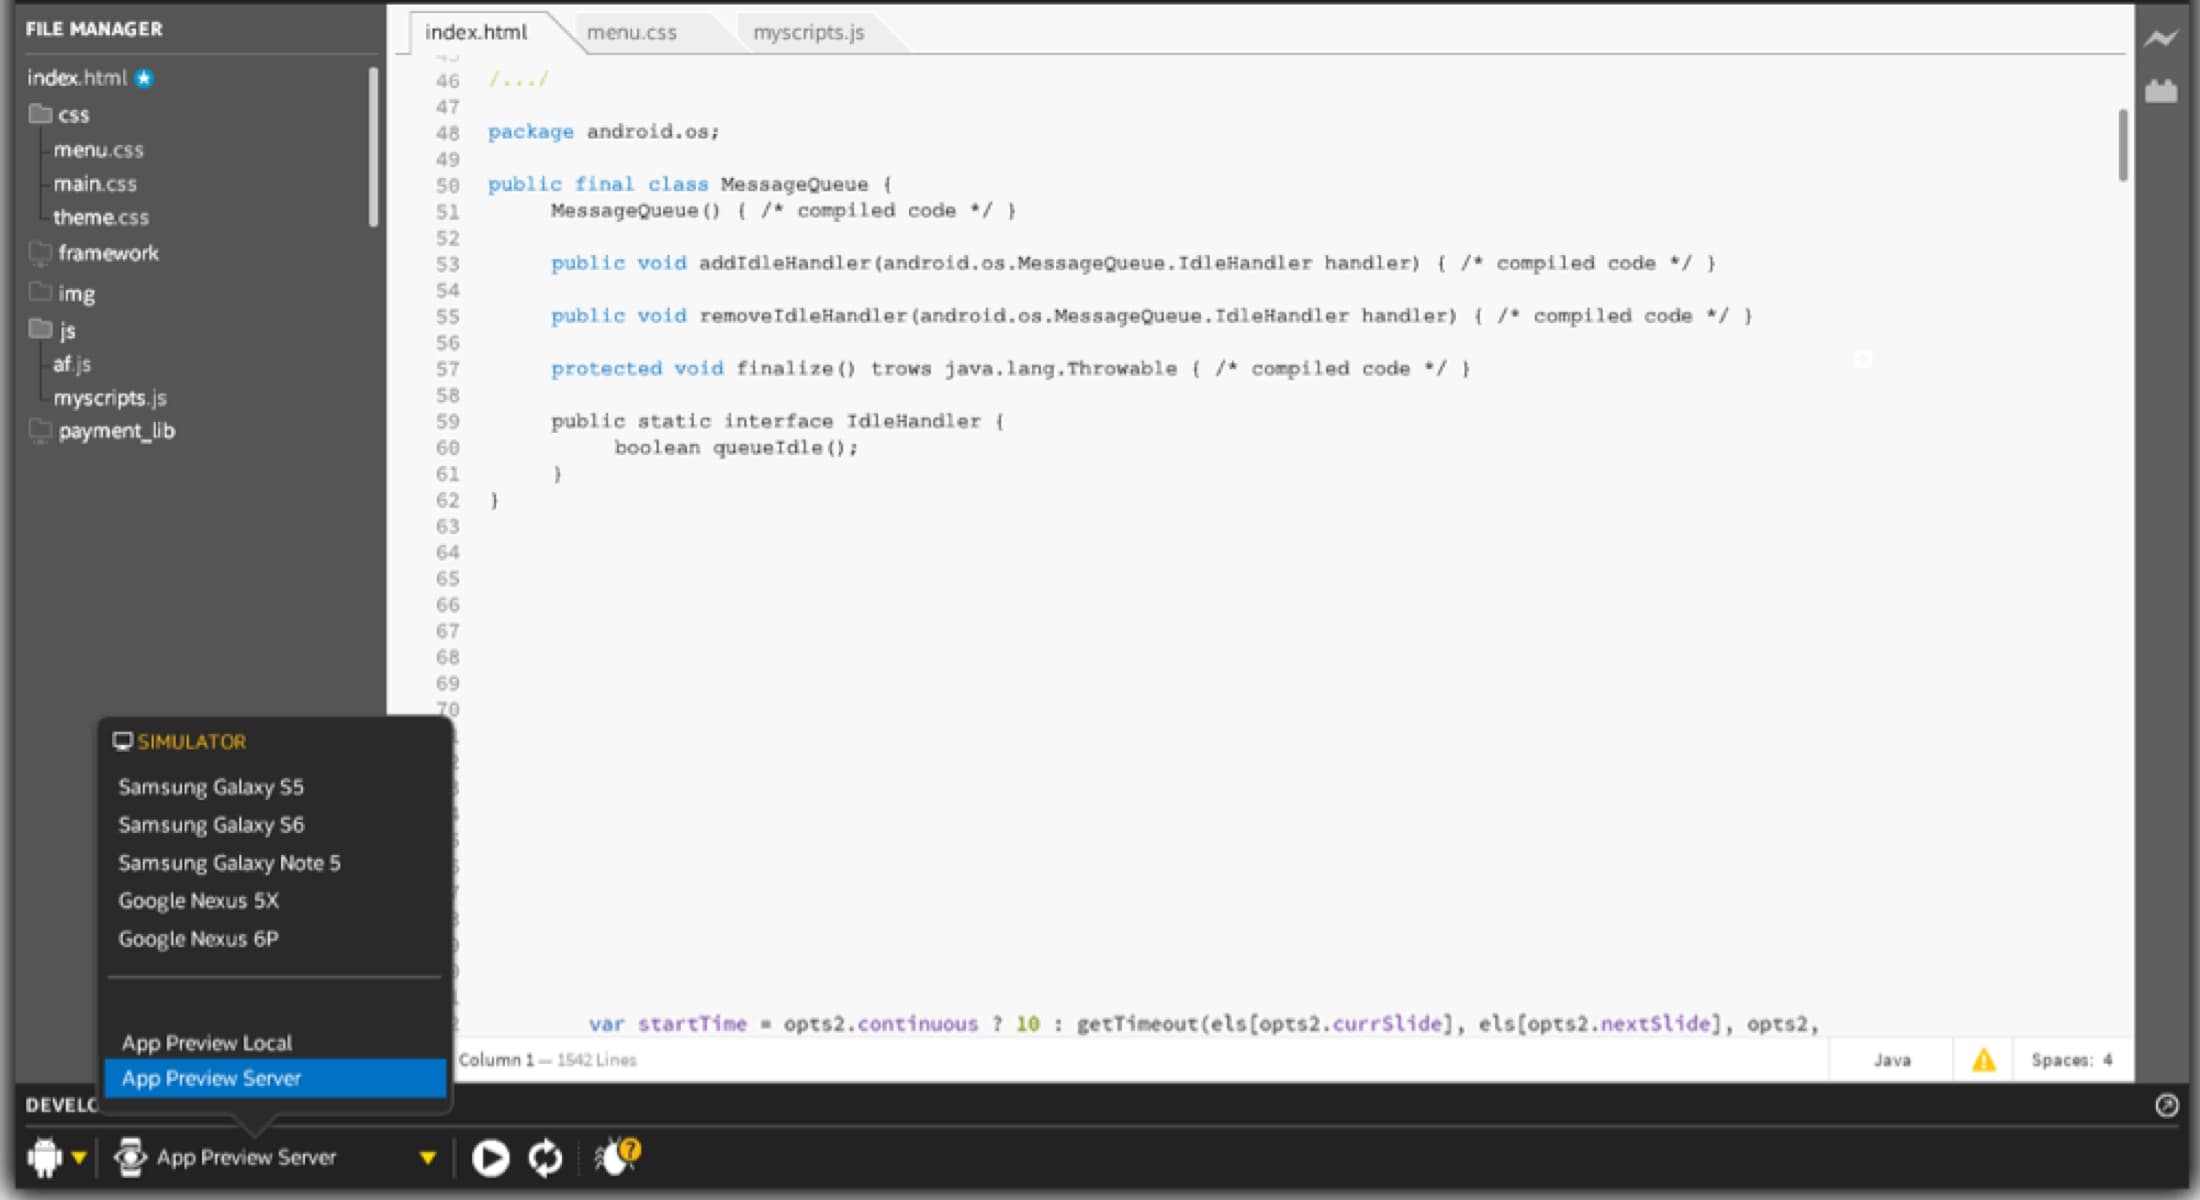 FILE MANAGER
index.html
css
menu.css
main.css
theme.css
framework
img
js
af.js
myscripts.js
payment_lib
index.html
menu.css
myscripts.js
46 /.../
47
48 package android.os;
49
50 public final class MessageQueue {
51 MessageQueue() { /* compiled code */ }
52
53 public void addIdleHandler(android.os.MessageQueue.IdleHandler handler) { /* compiled code */ }
54
55 public void removeIdleHandler(android.os.MessageQueue.IdleHandler handler) { /* compiled code */ }
56
57 protected void finalize() trows java.lang.Throwable { /* compiled code */ }
58
59 public static interface IdleHandler {
60 boolean queueIdle();
61 }
62 }
63
64
65
66
67
68
69
70
var startTime = opts2.continuous ? 10 : getTimeout(els[opts2.currSlide], els[opts2.nextSlide], opts2,
Column 1 — 1542 Lines
Java
Spaces: 4
SIMULATOR
Samsung Galaxy S5
Samsung Galaxy S6
Samsung Galaxy Note 5
Google Nexus 5X
Google Nexus 6P
App Preview Local
App Preview Server
DEVELO
App Preview Server
?